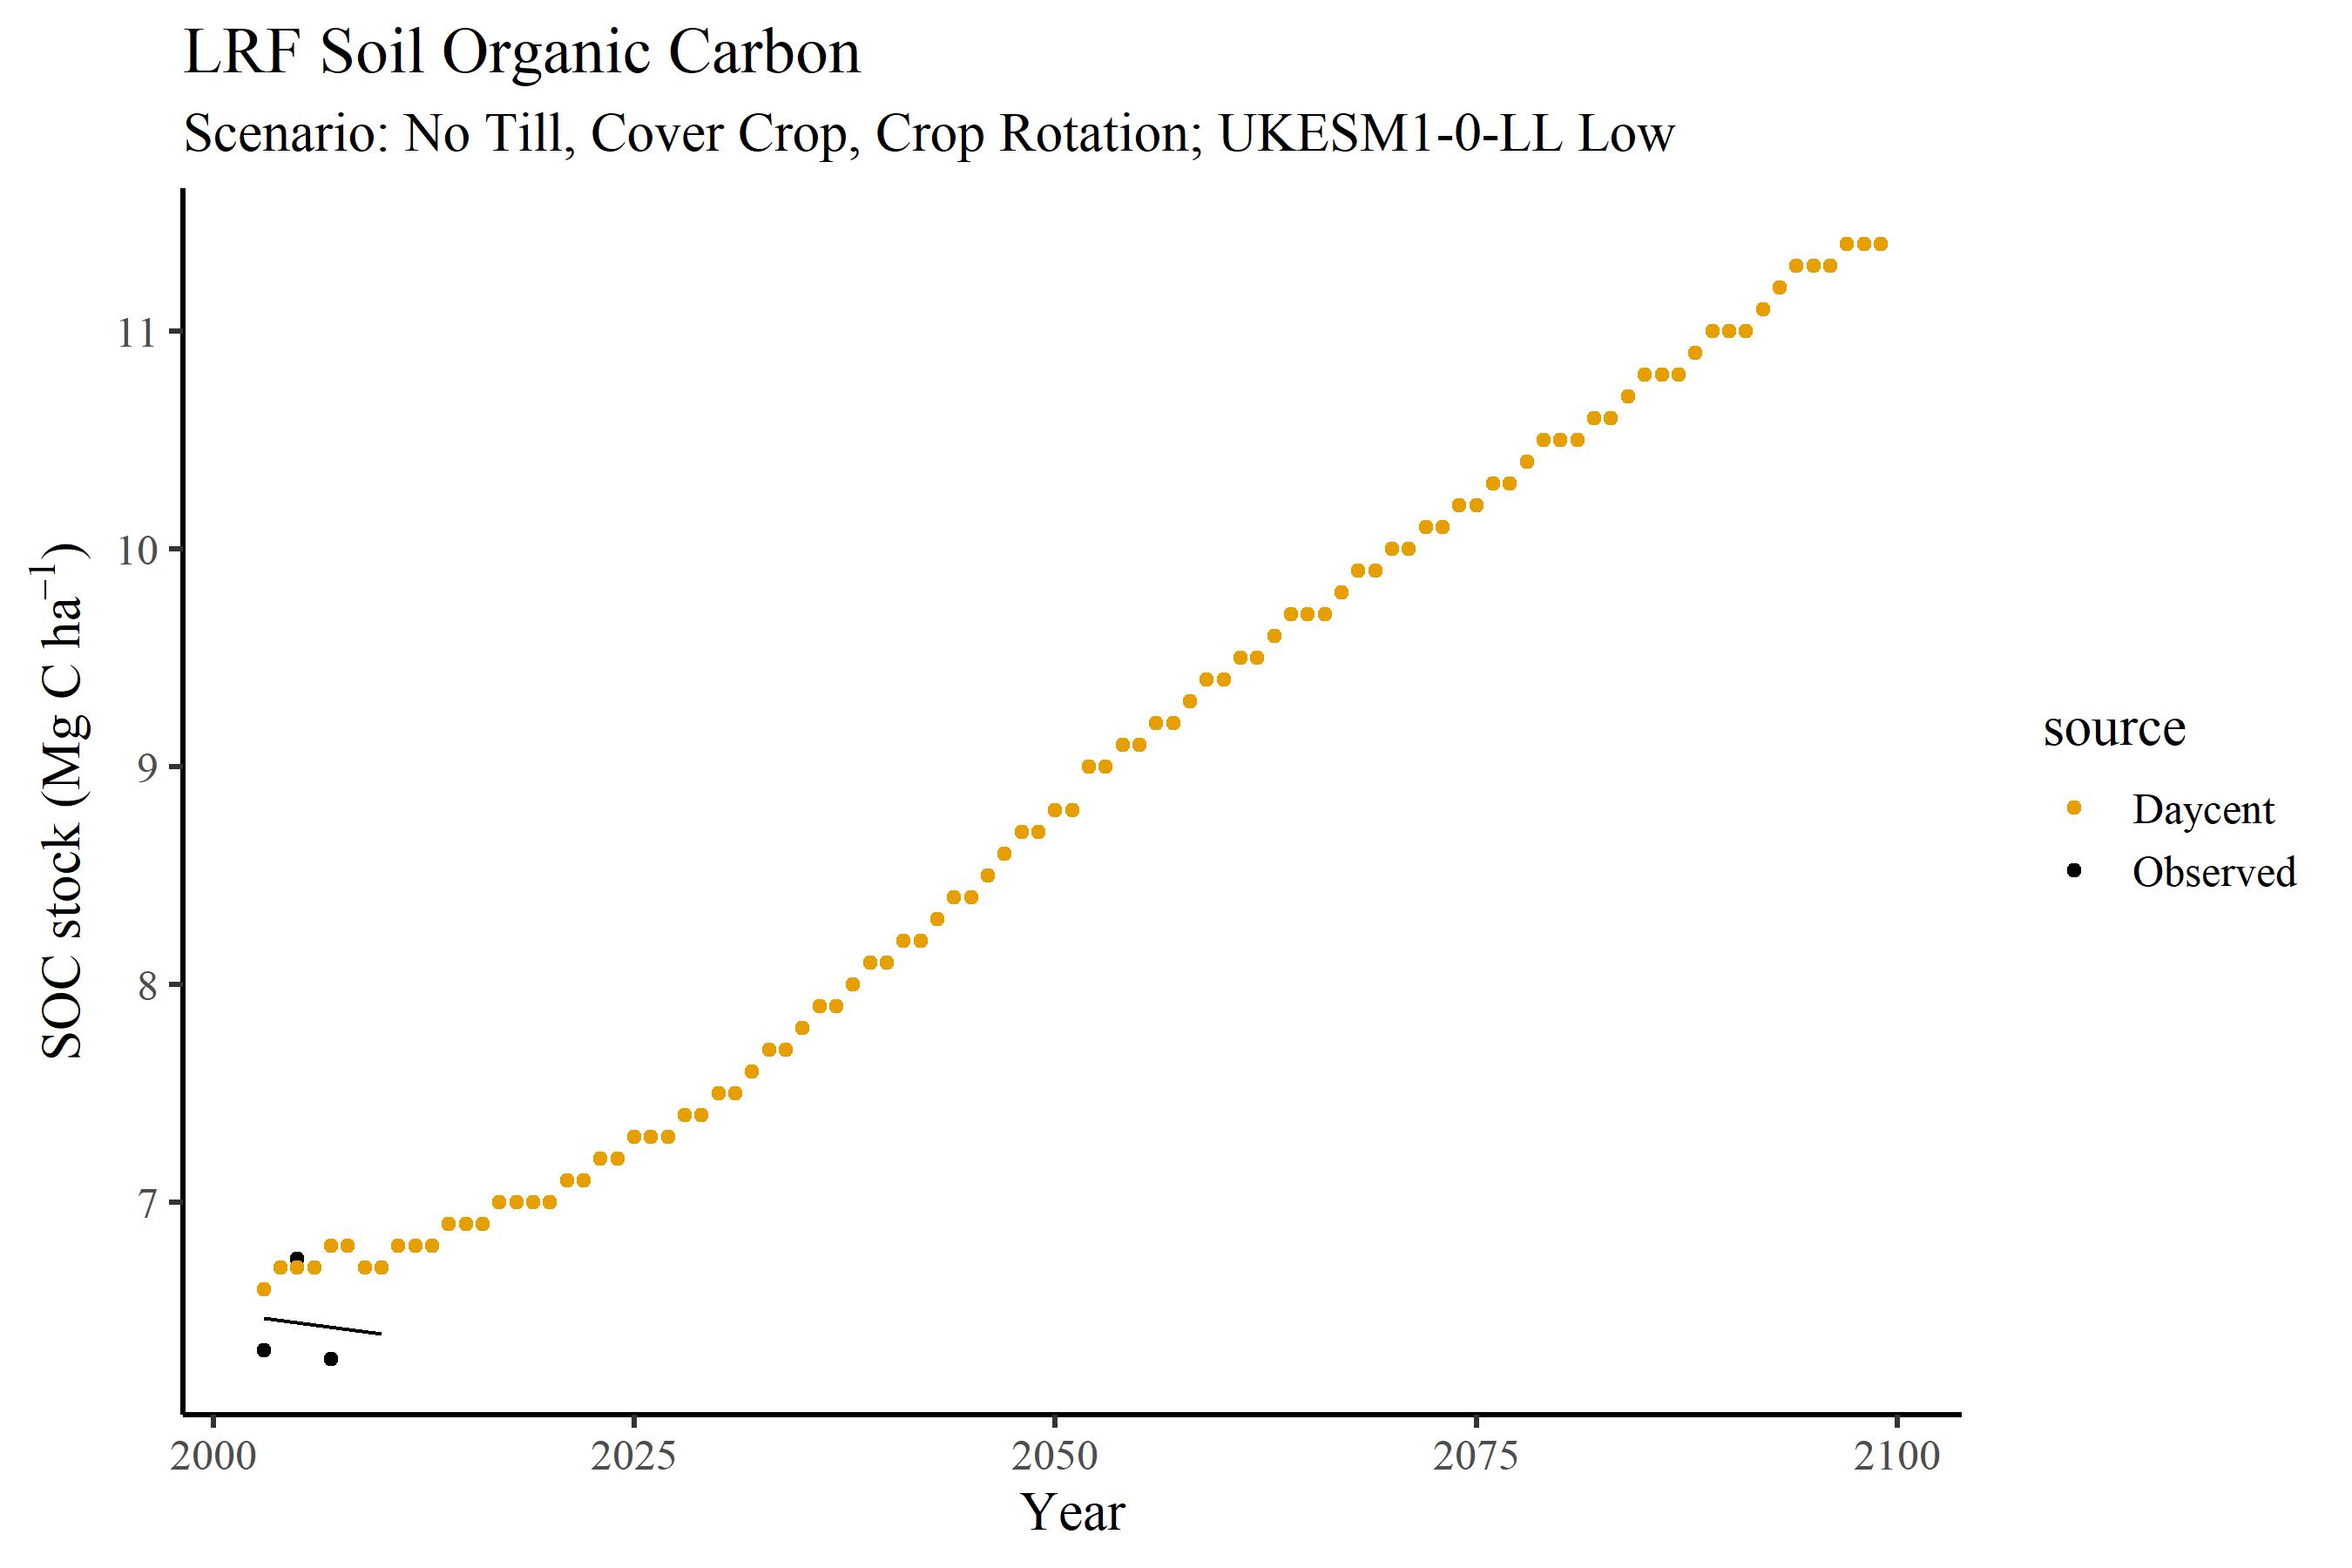 LRF Soil Organic Carbon
Scenario: No Till, Cover Crop, Crop Rotation; UKESM1-0-LL Low
SOC stock (Mg C ha⁻¹)
11
10
9
8
7
2000
2025
2050
2075
2100
Year
source
Daycent
Observed